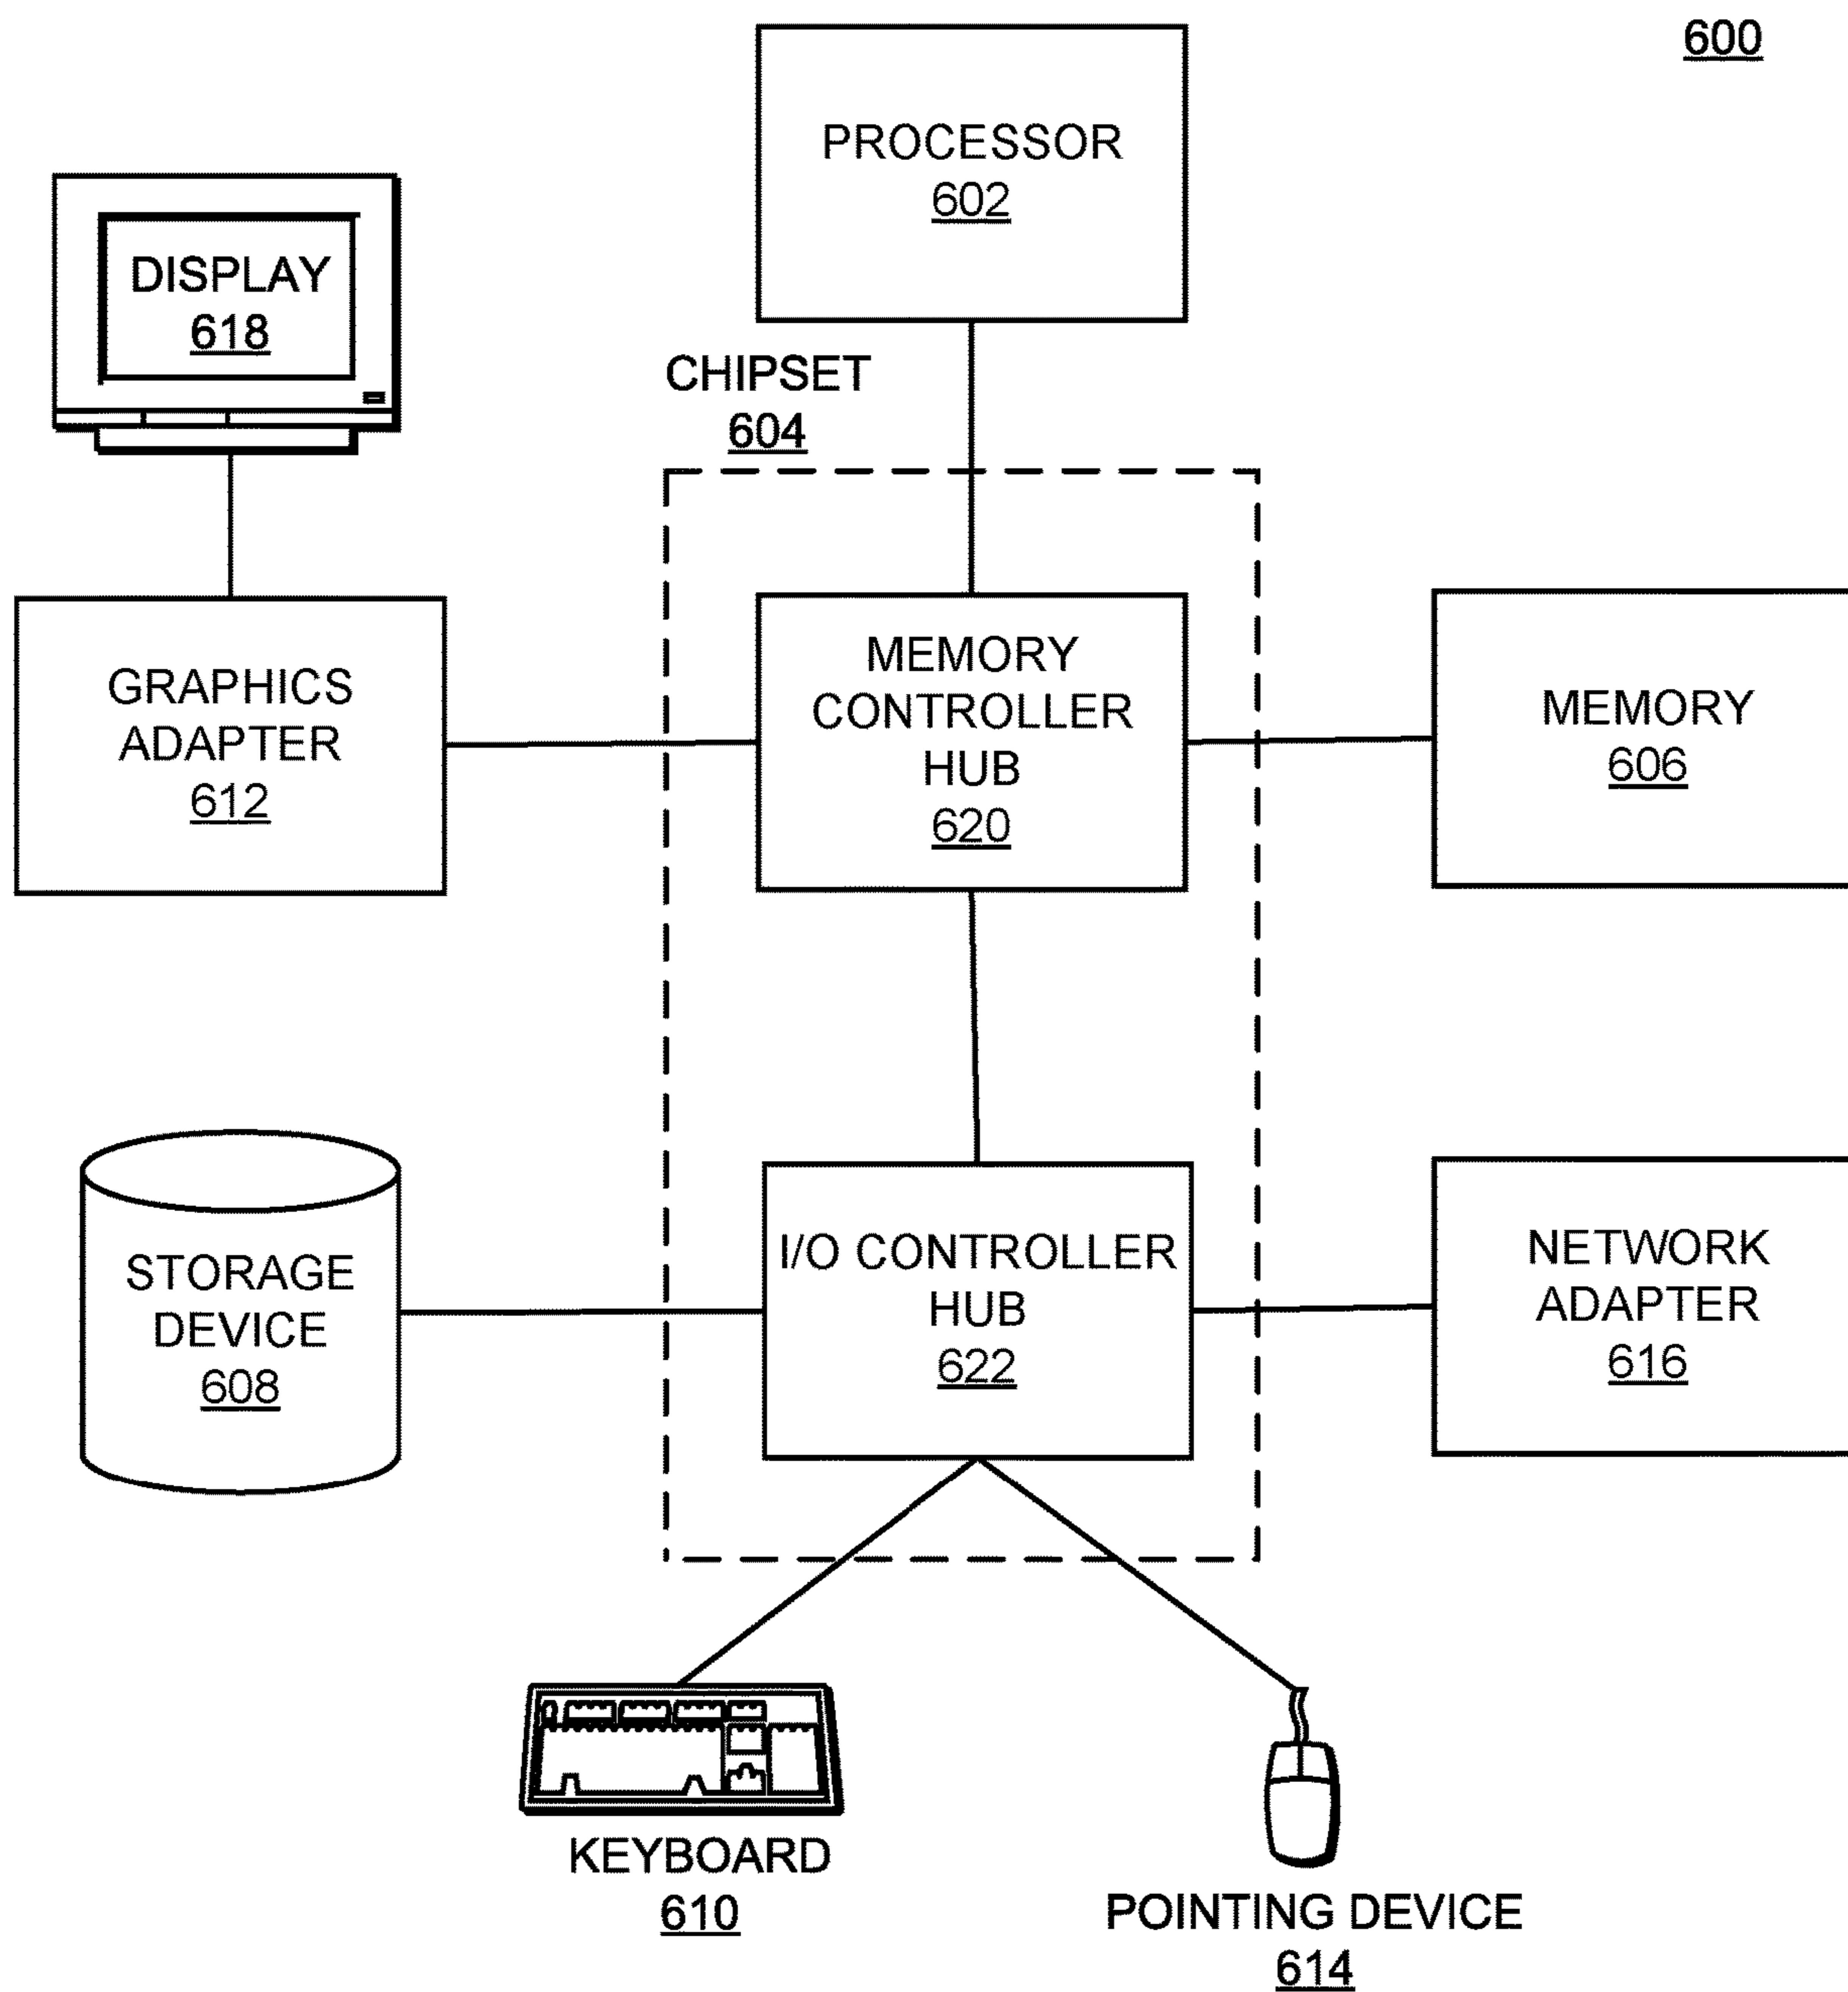 600
PROCESSOR
602
DISPLAY
618
CHIPSET
604
GRAPHICS
ADAPTER
612
MEMORY
CONTROLLER
HUB
620
MEMORY
606
STORAGE
DEVICE
608
I/O CONTROLLER
HUB
622
NETWORK
ADAPTER
616
KEYBOARD
610
POINTING DEVICE
614